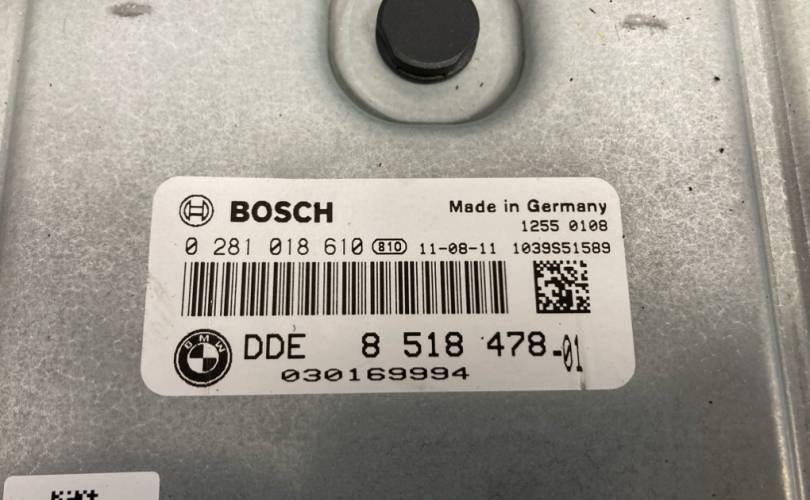 BOSCH
Made in Germany
1255 0108
0 281 018 610 810 11-08-11 1039S51589
BMW
DDE 8 518 478-01
030169994